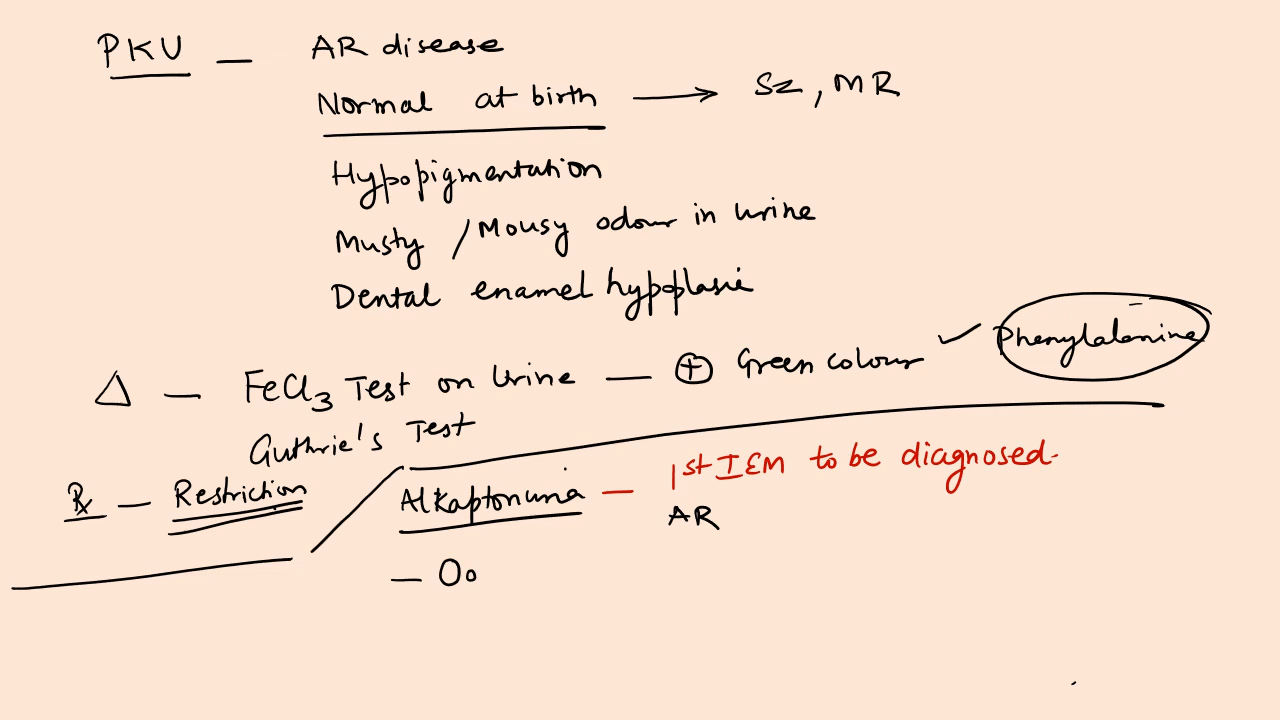 PKU — AR disease
Normal at birth → Sz, MR
Hypopigmentation
Musty / Mousy odour in urine
Dental enamel hypoplasia
Δ — FeCl3 Test on Urine — ⊕ Green colour ✓ Phenylalanine
Guthrie's Test
Rx — Restriction
Alkaptonuria — 1st IEM to be diagnosed.
AR
— Oo